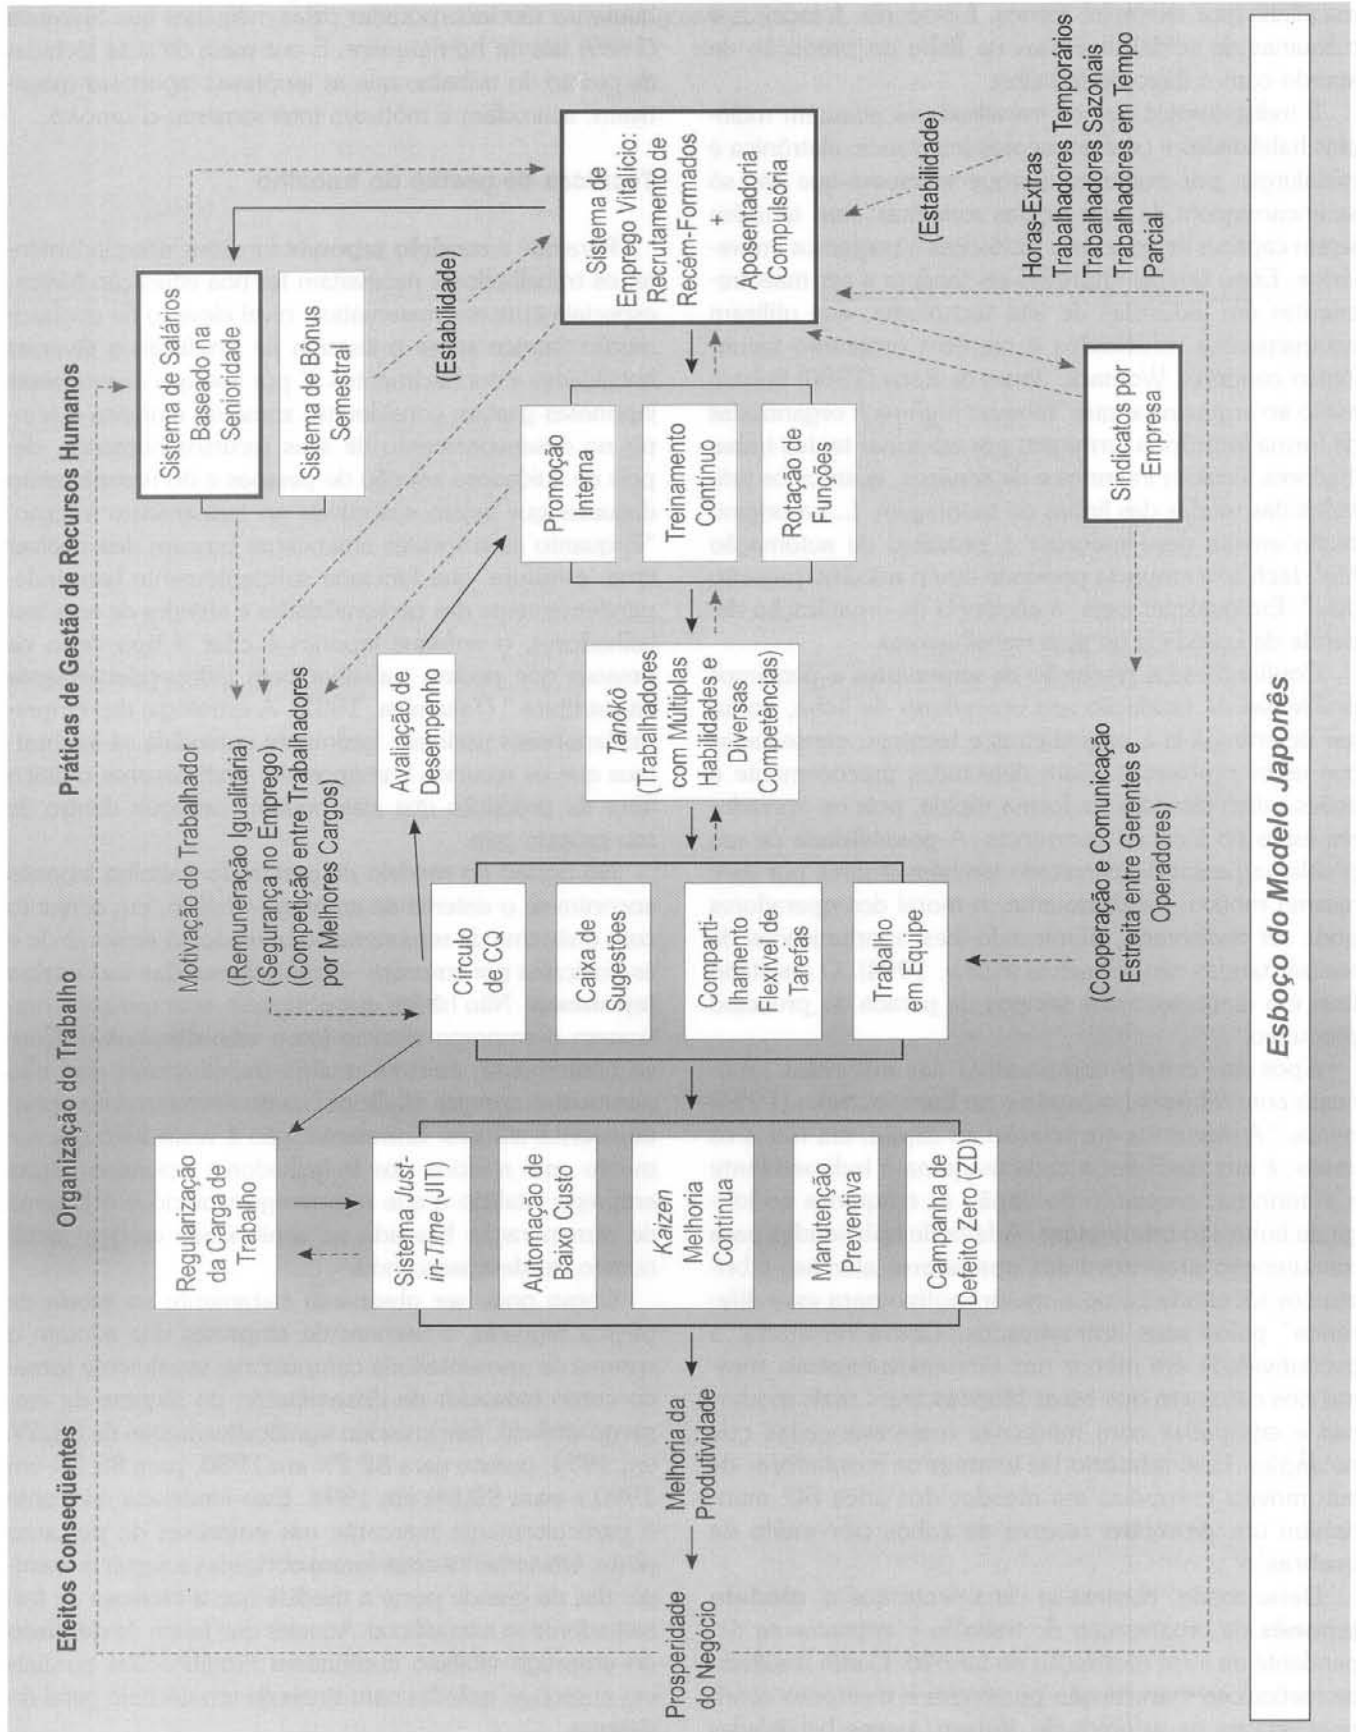 Efeitos Conseqüentes
Organização do Trabalho
Práticas de Gestão de Recursos Humanos
Prosperidade
do Negócio
Melhoria da
Produtividade
Regularização
da Carga de
Trabalho
Sistema Just-
in-Time (JIT)
Automação de
Baixo Custo
Kaizen
Melhoria
Contínua
Manutenção
Preventiva
Campanha de
Defeito Zero (ZD)
Motivação do Trabalhador
(Remuneração Igualitária)
(Segurança no Emprego)
(Competição entre Trabalhadores
por Melhores Cargos)
Círculo
de CQ
Caixa de
Sugestões
Comparti-
lhamento
Flexível de
Tarefas
Trabalho
em Equipe
(Cooperação e Comunicação
Estreita entre Gerentes e
Operadores)
Avaliação de
Desempenho
Tanōkō
(Trabalhadores
com Múltiplas
Habilidades e
Diversas
Competências)
Promoção
Interna
Treinamento
Contínuo
Rotação de
Funções
Sistema de Salários
Baseado na
Senioridade
Sistema de Bônus
Semestral
(Estabilidade)
Sistema de
Emprego Vitalício:
Recrutamento de
Recém-Formados
+
Aposentadoria
Compulsória
Sindicatos por
Empresa
(Estabilidade)
Horas-Extras
Trabalhadores Temporários
Trabalhadores Sazonais
Trabalhadores em Tempo
Parcial
Esboço do Modelo Japonês